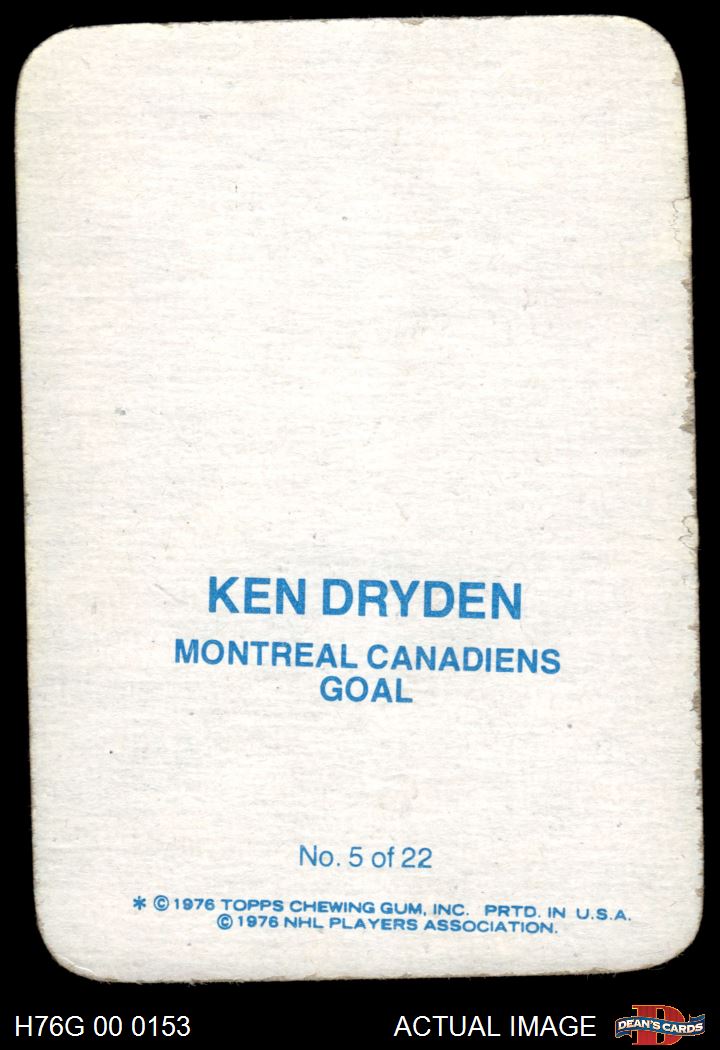 KEN DRYDEN
MONTREAL CANADIENS
GOAL
No. 5 of 22
* © 1976 TOPPS CHEWING GUM, INC. PRTD. IN U.S.A.
© 1976 NHL PLAYERS ASSOCIATION.
H76G 00 0153 ACTUAL IMAGE D DEAN'S CARDS